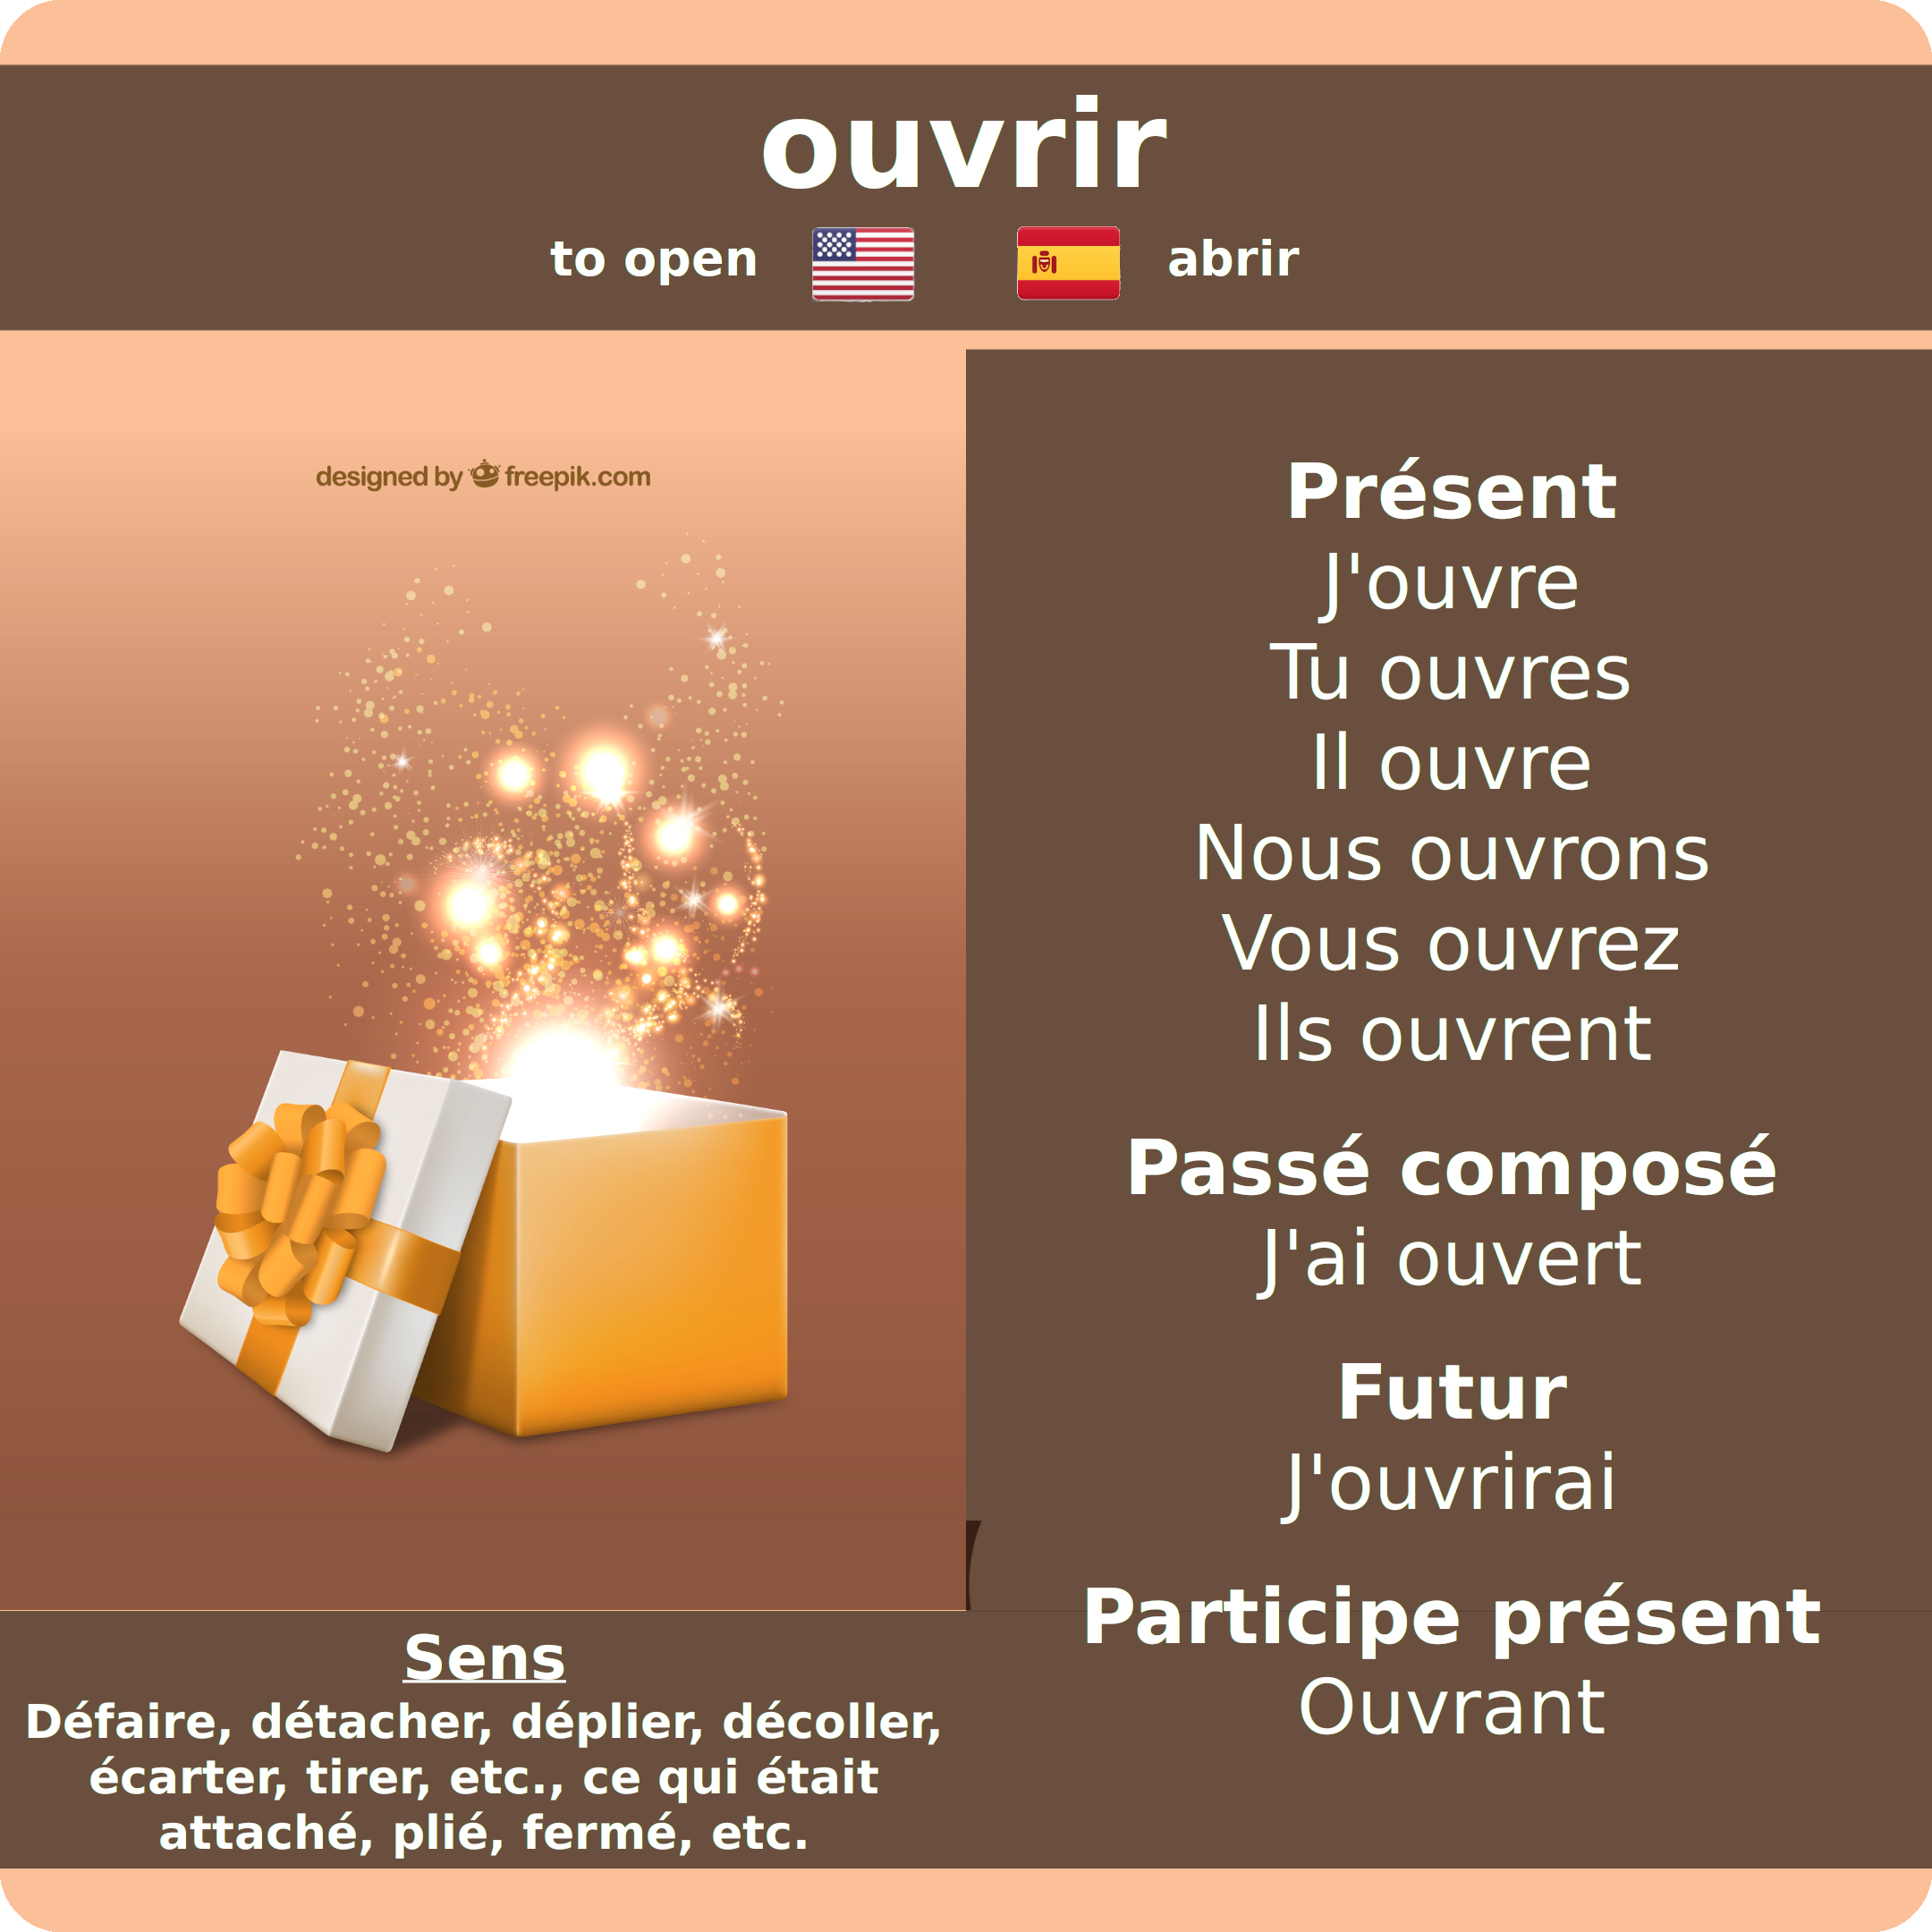 ouvrir
to open
abrir
designed by freepik.com
Présent
J'ouvre
Tu ouvres
Il ouvre
Nous ouvrons
Vous ouvrez
Ils ouvrent
Passé composé
J'ai ouvert
Futur
J'ouvrirai
Participe présent
Ouvrant
Sens
Défaire, détacher, déplier, décoller,
écarter, tirer, etc., ce qui était
attaché, plié, fermé, etc.